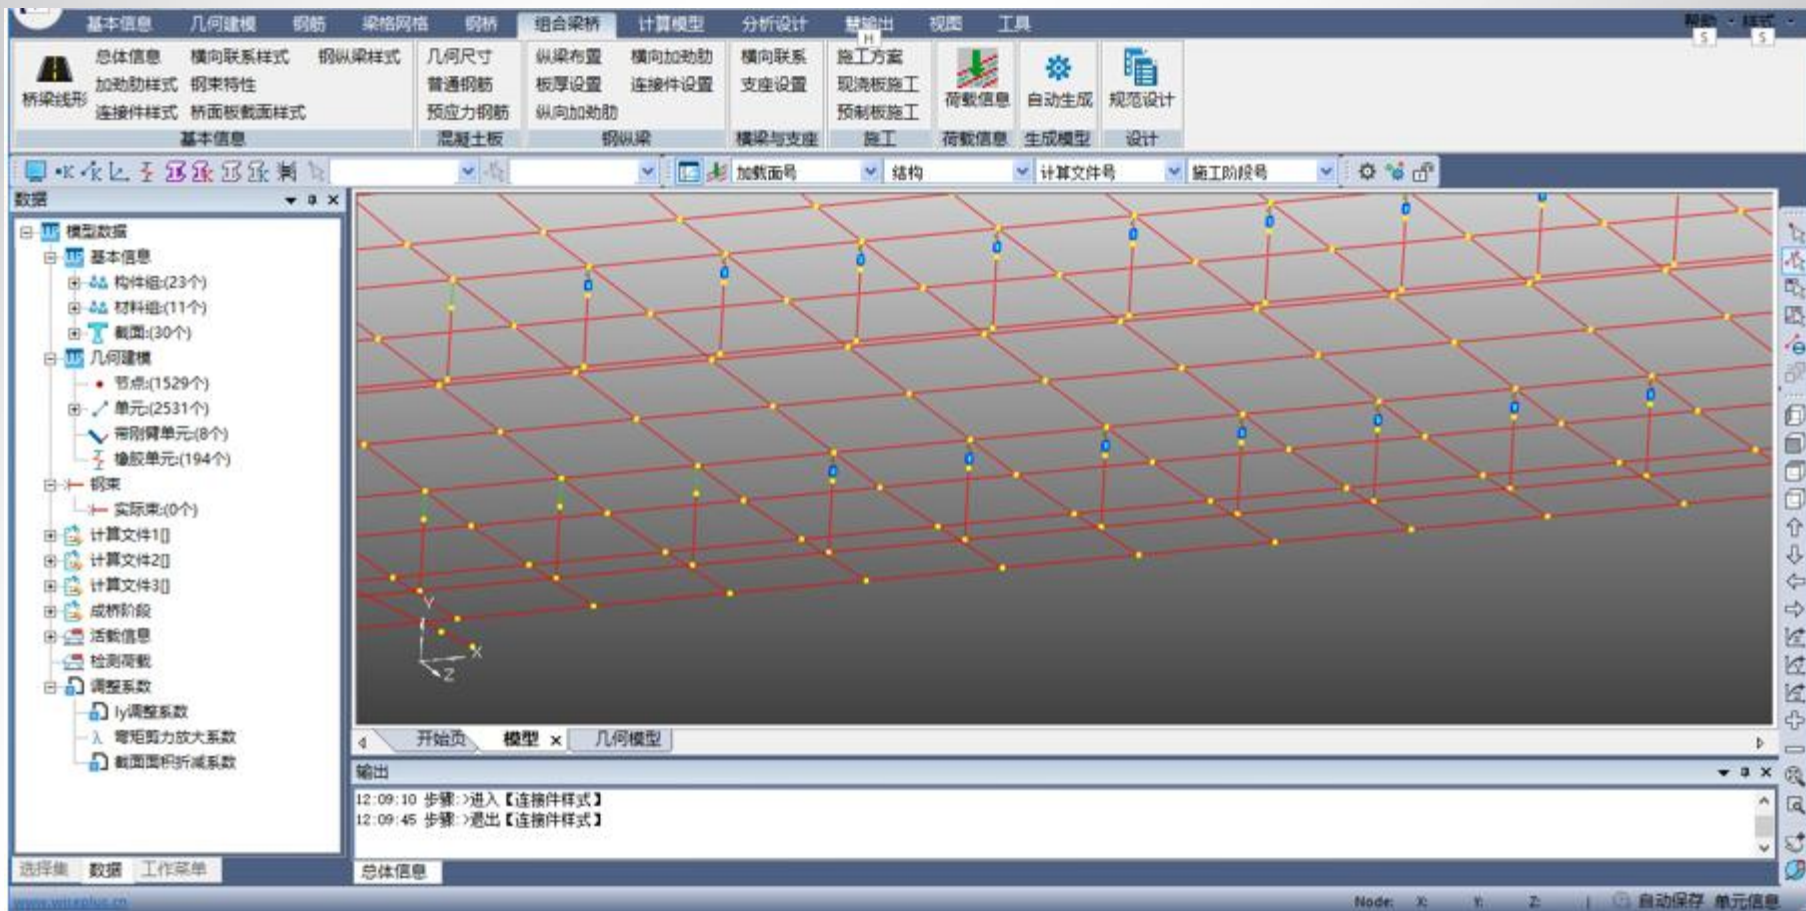 基本信息 几何建模 钢筋 梁格网格 钢桥 组合梁桥 计算模型 分析设计 输出 视图 工具 帮助 样式
H S S
总体信息 横向联系样式 钢纵梁样式 几何尺寸 纵梁布置 横向加劲肋 横向联系 施工方案
加劲肋样式 钢束特性 普通钢筋 板厚设置 连接件设置 支座设置 现浇板施工
桥梁线形 荷载信息 自动生成 规范设计
连接件样式 桥面板截面样式 预应力钢筋 纵向加劲肋 预制板施工
基本信息 混凝土板 钢纵梁 横梁与支座 施工 荷载信息 生成模型 设计
加载面号 结构 计算文件号 施工阶段号
数据
模型数据
基本信息
构件组:(23个)
材料组:(11个)
截面:(30个)
几何建模
节点:(1529个)
单元:(2531个)
带刚臂单元:(8个)
橡胶单元:(194个)
钢束
实际束:(0个)
计算文件1[]
计算文件2[]
计算文件3[]
成桥阶段
活载信息
检测荷载
调整系数
Iy调整系数
弯矩剪力放大系数
截面面积折减系数
Y
X
Z
开始页 模型 几何模型
输出
12:09:10 步骤:>进入【连接件样式】
12:09:45 步骤:>退出【连接件样式】
选择集 数据 工作菜单
总体信息
www.wiseplus.cn Node: X: Y: Z: 自动保存 单元信息